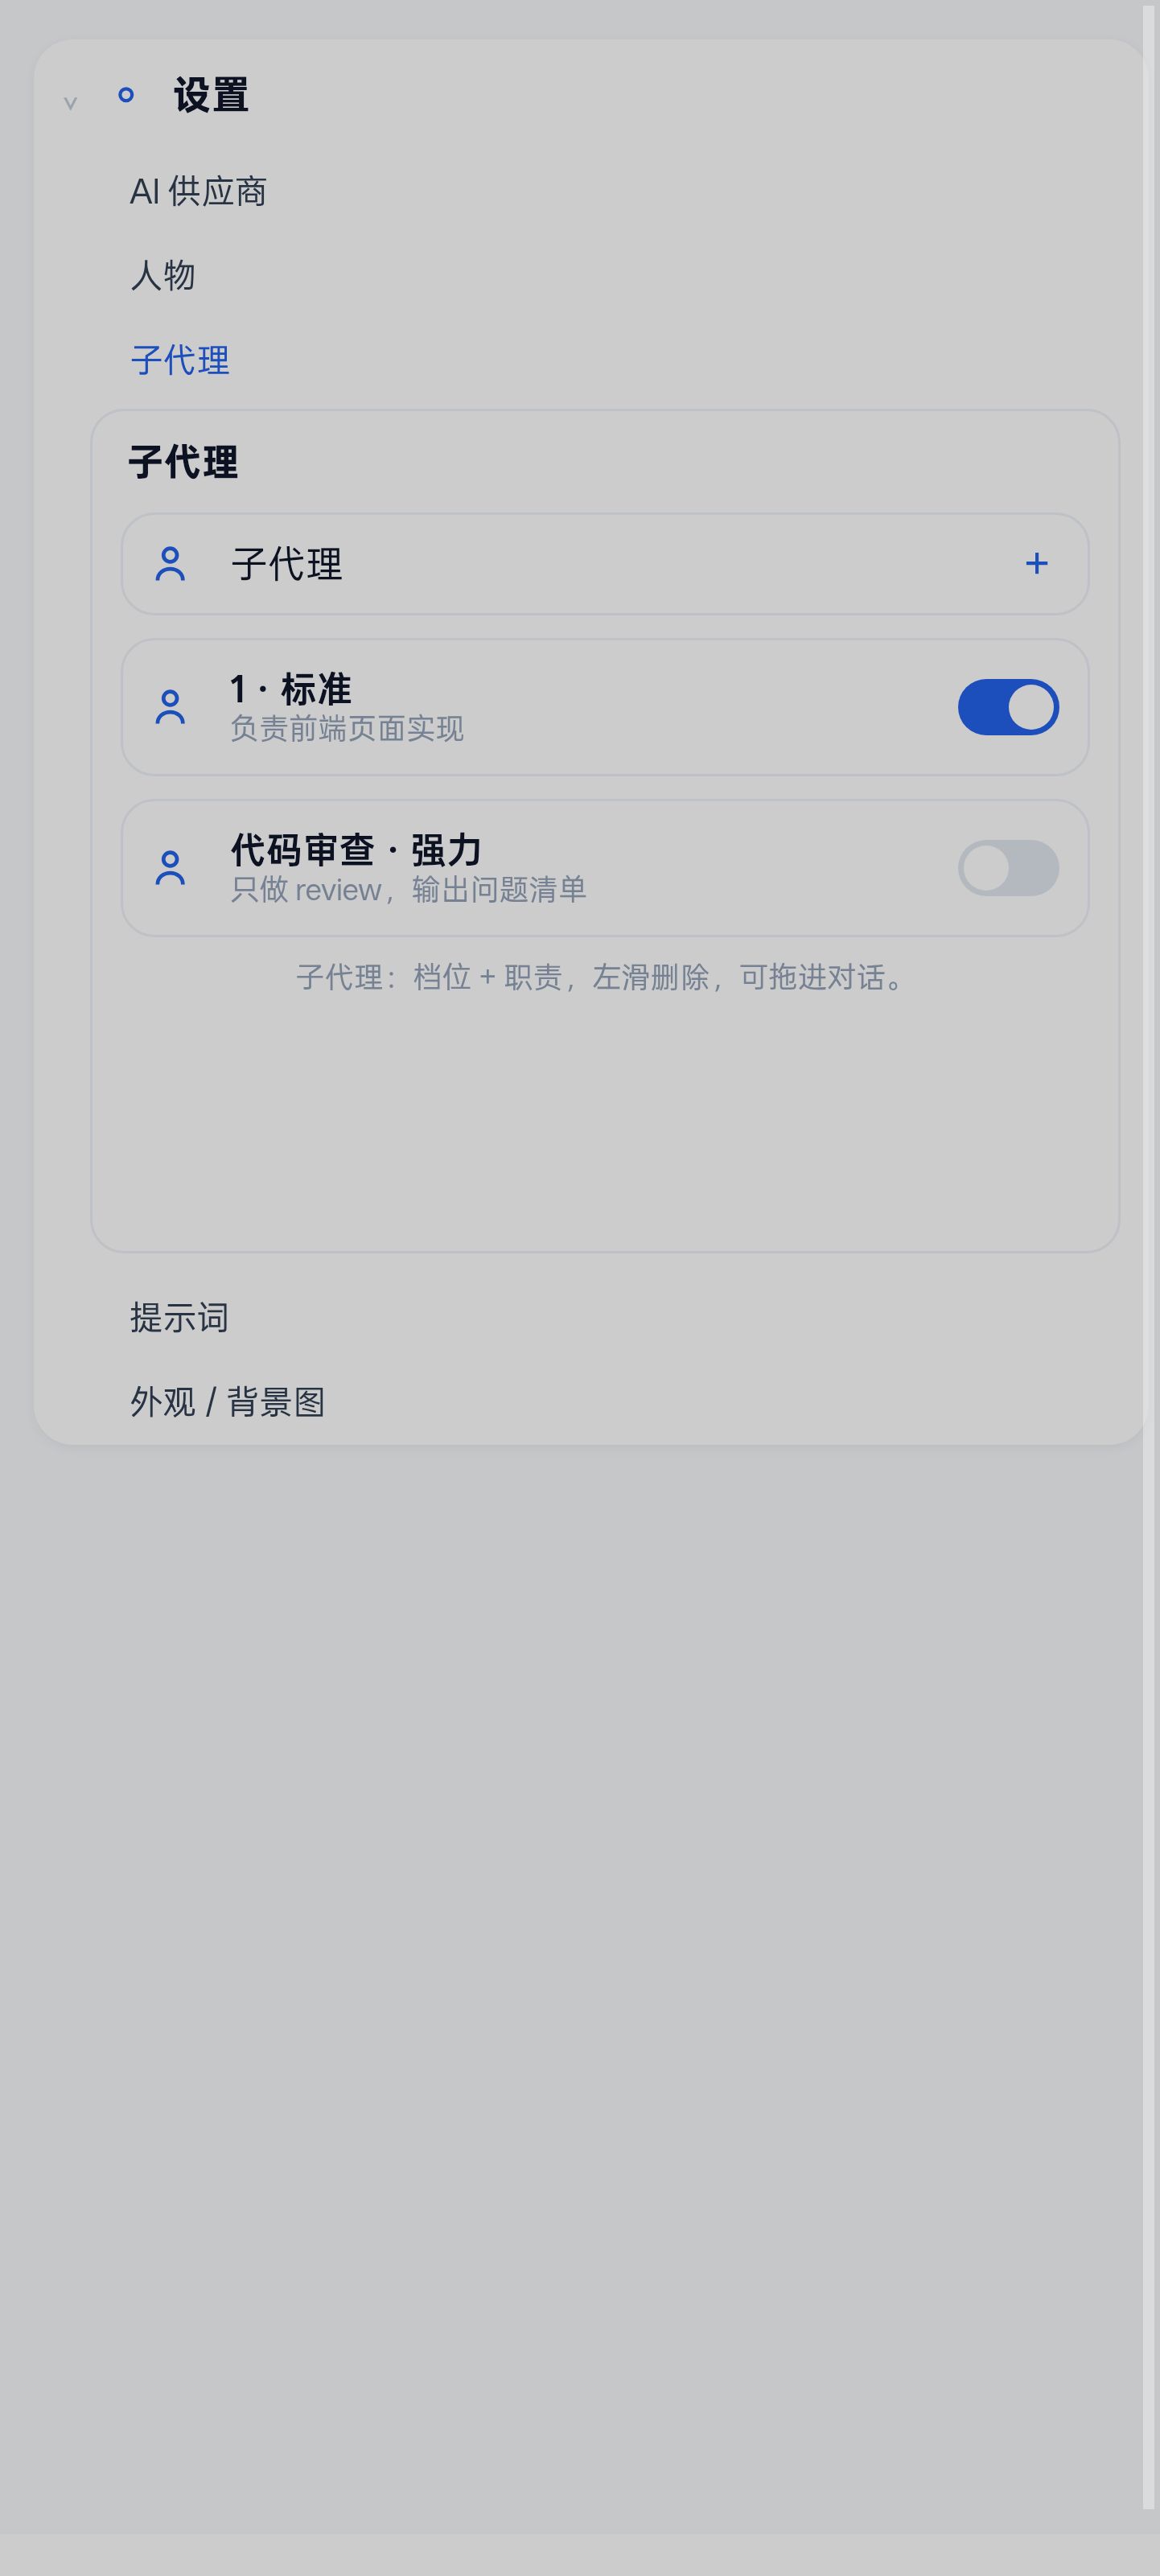 设置
AI 供应商
人物
子代理
子代理
子代理
1 · 标准
负责前端页面实现
代码审查 · 强力
只做 review，输出问题清单
子代理：档位 + 职责，左滑删除，可拖进对话。
提示词
外观 / 背景图